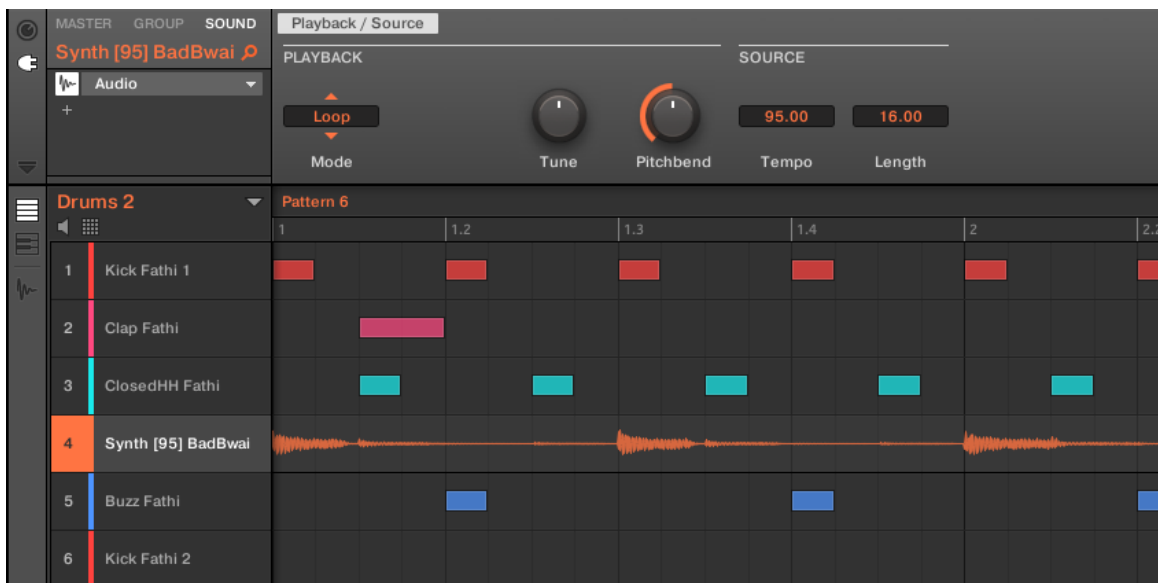 MASTER GROUP SOUND
Synth [95] BadBwai
Audio
+
Playback / Source
PLAYBACK
SOURCE
Loop
95.00
16.00
Mode
Tune
Pitchbend
Tempo
Length
Drums 2
Pattern 6
1 1.2 1.3 1.4 2 2.2
1 Kick Fathi 1
2 Clap Fathi
3 ClosedHH Fathi
4 Synth [95] BadBwai
5 Buzz Fathi
6 Kick Fathi 2